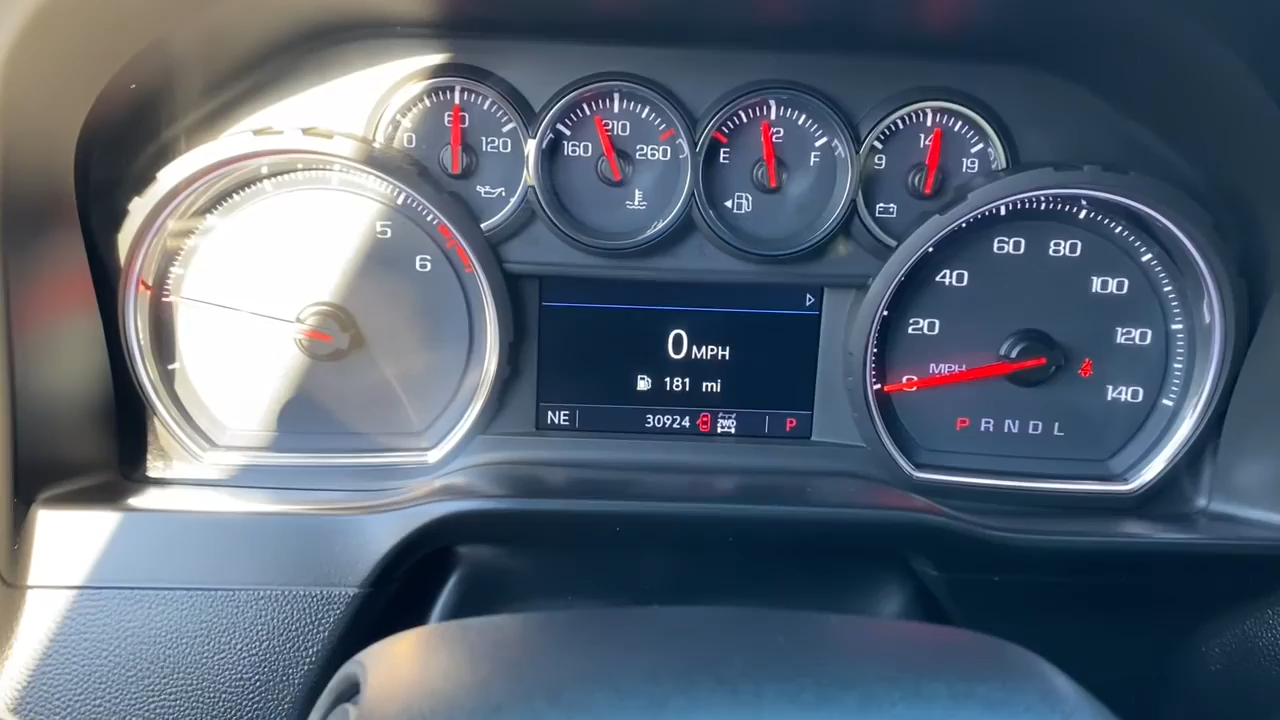 0 60 120
160 210 260
E 1/2 F
9 14 19
5
6
0 MPH
181 mi
NE 30924 2WD P
0 20 40 60 80 100 120 140
MPH
P R N D L